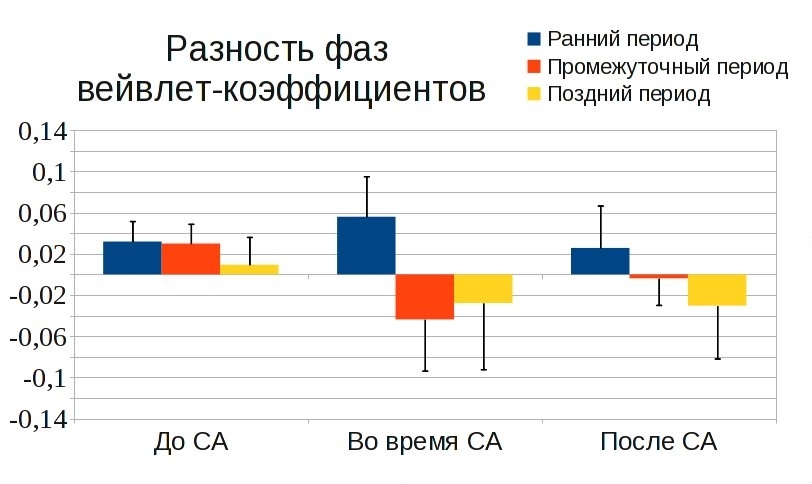 Разность фаз
вейвлет-коэффициентов
Ранний период
Промежуточный период
Поздний период
0,14
0,1
0,06
0,02
-0,02
-0,06
-0,1
-0,14
До СА
Во время СА
После СА